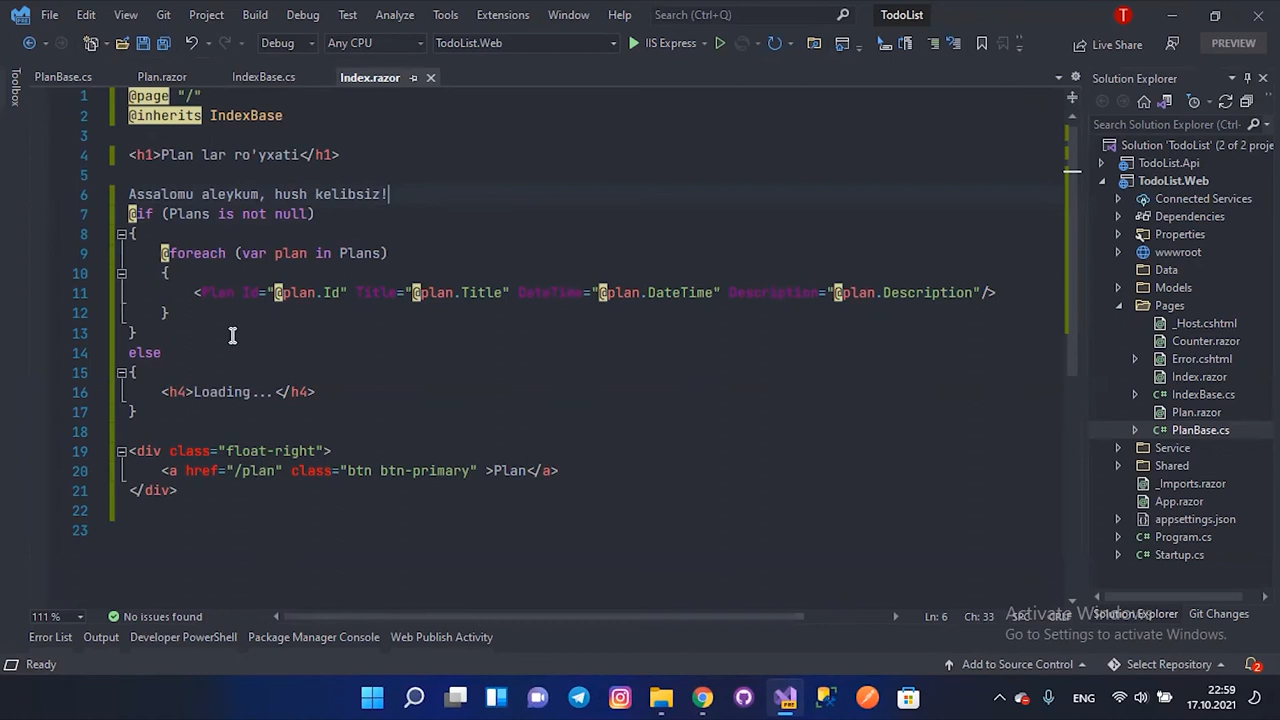 File Edit View Git Project Build Debug Test Analyze Tools Extensions Window Help Search (Ctrl+Q) TodoList T
Debug Any CPU TodoList.Web IIS Express Live Share PREVIEW
Toolbox
PlanBase.cs Plan.razor IndexBase.cs Index.razor
1 @page "/"
2 @inherits IndexBase
3
4 <h1>Plan lar ro'yxati</h1>
5
6 Assalomu aleykum, hush kelibsiz!
7 @if (Plans is not null)
8 {
9 @foreach (var plan in Plans)
10 {
11 <Plan Id="@plan.Id" Title="@plan.Title" DateTime="@plan.DateTime" Description="@plan.Description"/>
12 }
13 }
14 else
15 {
16 <h4>Loading...</h4>
17 }
18
19 <div class="float-right">
20 <a href="/plan" class="btn btn-primary" >Plan</a>
21 </div>
22
23
Solution Explorer
Search Solution Explorer (Ctrl-
Solution 'TodoList' (2 of 2 proje
TodoList.Api
TodoList.Web
Connected Services
Dependencies
Properties
wwwroot
Data
Models
Pages
_Host.cshtml
Counter.razor
Error.cshtml
Index.razor
IndexBase.cs
Plan.razor
PlanBase.cs
Service
Shared
_Imports.razor
App.razor
appsettings.json
Program.cs
Startup.cs
Solution Explorer Git Changes
111 % No issues found Ln: 6 Ch: 33 SPC CRLF
Activate Windows
Go to Settings to activate Windows.
Error List Output Developer PowerShell Package Manager Console Web Publish Activity
Ready Add to Source Control Select Repository 2
ENG 22:59
17.10.2021